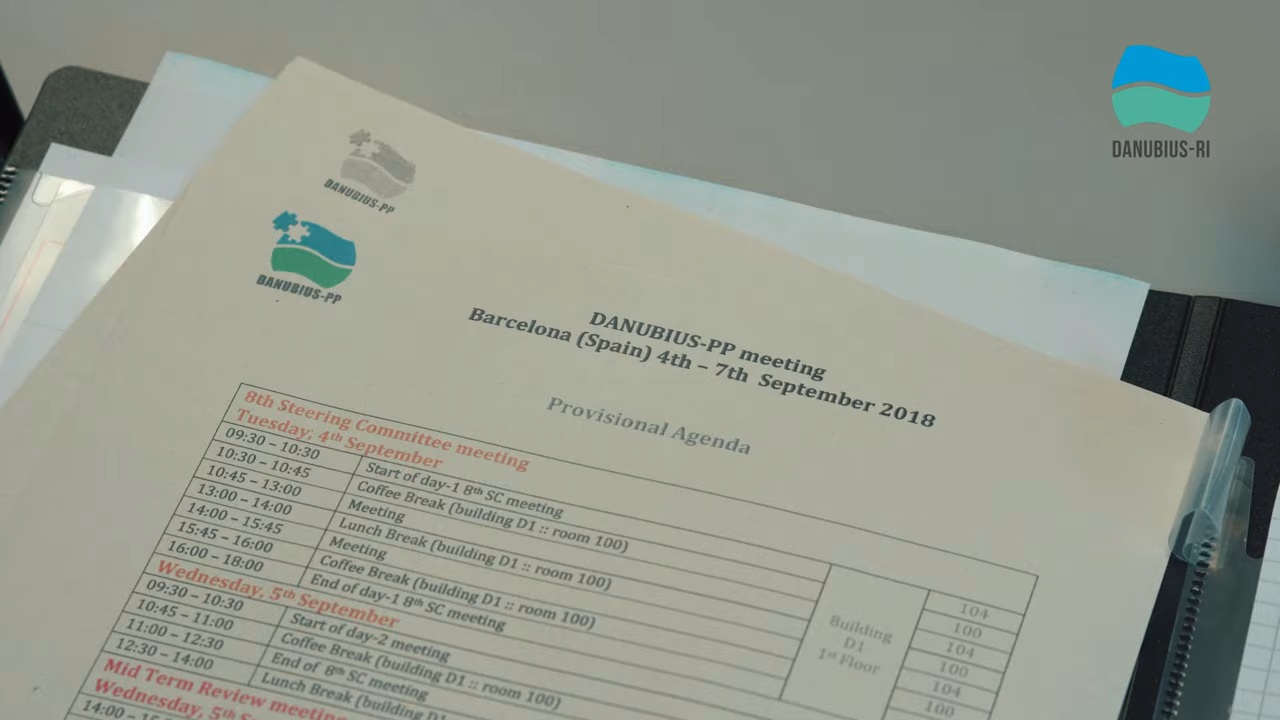 DANUBIUS-RI
DANUBIUS-PP
DANUBIUS-PP
DANUBIUS-PP meeting
Barcelona (Spain) 4th – 7th September 2018
Provisional Agenda
8th Steering Committee meeting
Tuesday, 4th September
09:30 – 10:30 Start of day-1 8th SC meeting 104
10:30 – 10:45 Coffee Break (building D1 :: room 100) 100
10:45 – 13:00 Meeting 104
13:00 – 14:00 Lunch Break (building D1 :: room 100) 100
14:00 – 15:45 Meeting 104
15:45 – 16:00 Coffee Break (building D1 :: room 100) 100
16:00 – 18:00 End of day-1 8th SC meeting
Building
D1
1st Floor
Wednesday, 5th September
09:30 – 10:30 Start of day-2 meeting
10:45 – 11:00 Coffee Break (building D1 :: room 100)
11:00 – 12:30 End of 8th SC meeting
12:30 – 14:00 Lunch Break (building D1
Mid Term Review meeting
Wednesday, 5th
14:00